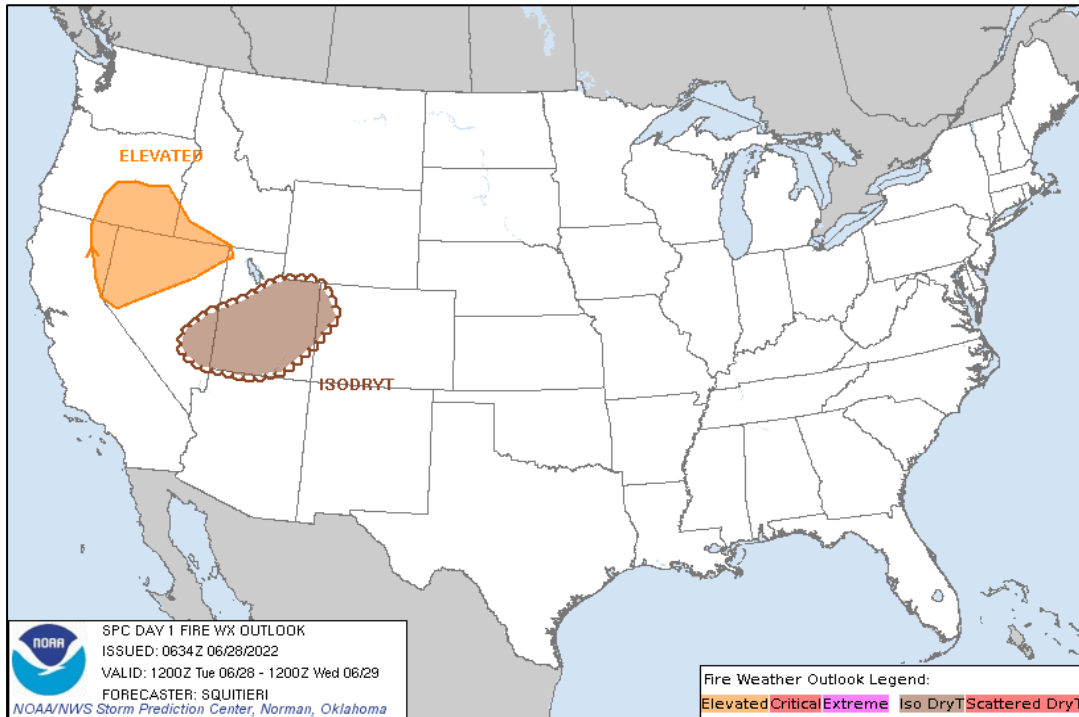 ELEVATED
ISODRYT
NOAA
SPC DAY 1 FIRE WX OUTLOOK
ISSUED: 0634Z 06/28/2022
VALID: 1200Z Tue 06/28 - 1200Z Wed 06/29
FORECASTER: SQUITIERI
NOAA/NWS Storm Prediction Center, Norman, Oklahoma
Fire Weather Outlook Legend:
Elevated Critical Extreme Iso DryT Scattered DryT